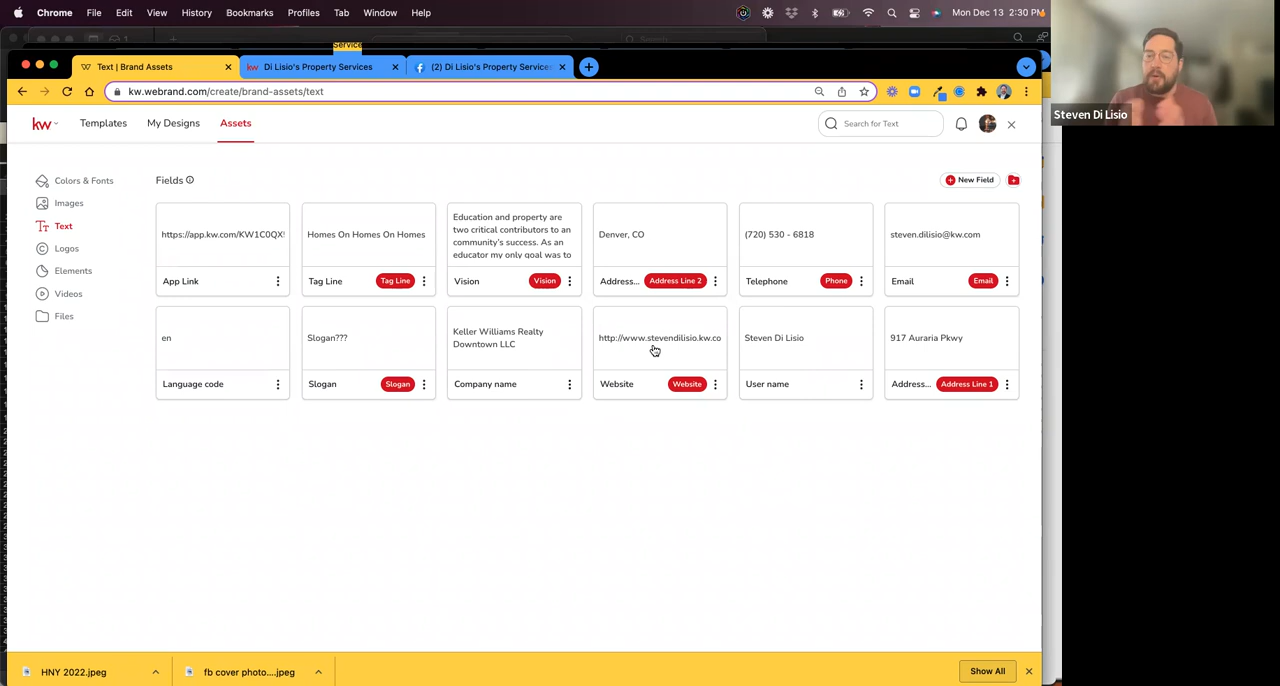 Chrome File Edit View History Bookmarks Profiles Tab Window Help
Mon Dec 13 2:30 PM
Search
Service
Text | Brand Assets
Di Lisio's Property Services
(2) Di Lisio's Property Services
kw.webrand.com/create/brand-assets/text
Steven Di Lisio
kw
Templates
My Designs
Assets
Search for Text
Colors & Fonts
Images
Text
Logos
Elements
Videos
Files
Fields
New Field
https://app.kw.com/KW1C0QX
App Link
Homes On Homes On Homes
Tag Line
Tag Line
Education and property are
two critical contributors to an
community's success. As an
educator my only goal was to
Vision
Vision
Denver, CO
Address...
Address Line 2
(720) 530 - 6818
Telephone
Phone
steven.dilisio@kw.com
Email
Email
en
Language code
Slogan???
Slogan
Slogan
Keller Williams Realty
Downtown LLC
Company name
http://www.stevendilisio.kw.co
Website
Website
Steven Di Lisio
User name
917 Auraria Pkwy
Address...
Address Line 1
HNY 2022.jpeg
fb cover photo....jpeg
Show All